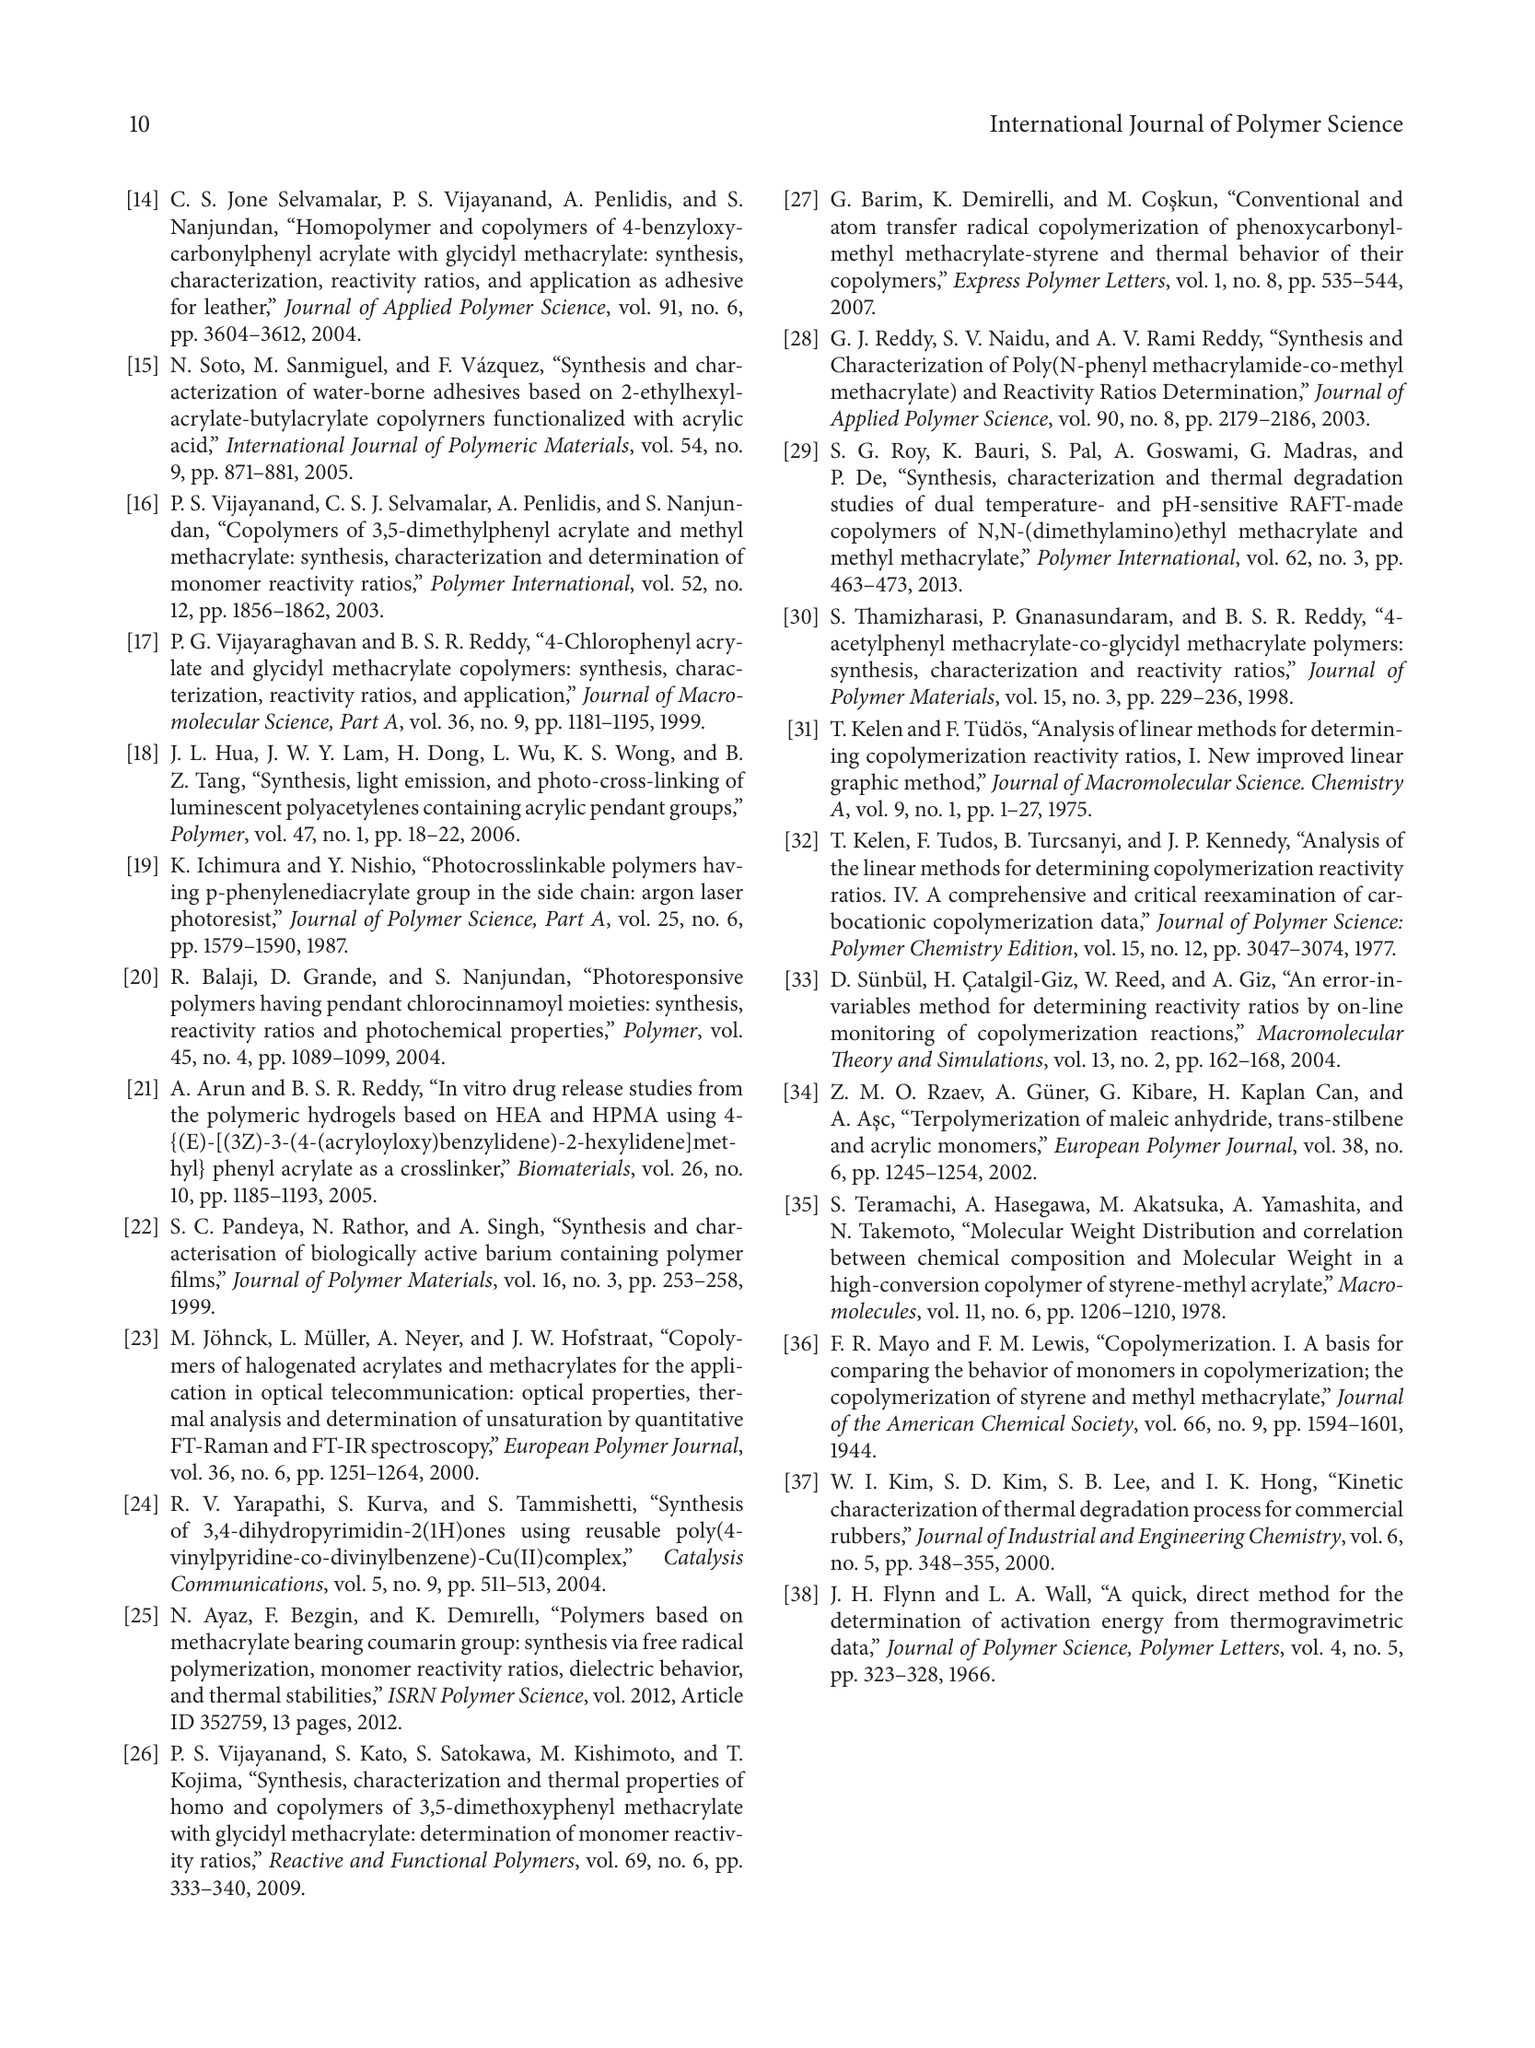 10
International Journal of Polymer Science
[14] C. S. Jone Selvamalar, P. S. Vijayanand, A. Penlidis, and S.
Nanjundan, “Homopolymer and copolymers of 4-benzyloxy-
carbonylphenyl acrylate with glycidyl methacrylate: synthesis,
characterization, reactivity ratios, and application as adhesive
for leather,” Journal of Applied Polymer Science, vol. 91, no. 6,
pp. 3604–3612, 2004.
[15] N. Soto, M. Sanmiguel, and F. Vázquez, “Synthesis and char-
acterization of water-borne adhesives based on 2-ethylhexyl-
acrylate-butylacrylate copolyrners functionalized with acrylic
acid,” International Journal of Polymeric Materials, vol. 54, no.
9, pp. 871–881, 2005.
[16] P. S. Vijayanand, C. S. J. Selvamalar, A. Penlidis, and S. Nanjun-
dan, “Copolymers of 3,5-dimethylphenyl acrylate and methyl
methacrylate: synthesis, characterization and determination of
monomer reactivity ratios,” Polymer International, vol. 52, no.
12, pp. 1856–1862, 2003.
[17] P. G. Vijayaraghavan and B. S. R. Reddy, “4-Chlorophenyl acry-
late and glycidyl methacrylate copolymers: synthesis, charac-
terization, reactivity ratios, and application,” Journal of Macro-
molecular Science, Part A, vol. 36, no. 9, pp. 1181–1195, 1999.
[18] J. L. Hua, J. W. Y. Lam, H. Dong, L. Wu, K. S. Wong, and B.
Z. Tang, “Synthesis, light emission, and photo-cross-linking of
luminescent polyacetylenes containing acrylic pendant groups,”
Polymer, vol. 47, no. 1, pp. 18–22, 2006.
[19] K. Ichimura and Y. Nishio, “Photocrosslinkable polymers hav-
ing p-phenylenediacrylate group in the side chain: argon laser
photoresist,” Journal of Polymer Science, Part A, vol. 25, no. 6,
pp. 1579–1590, 1987.
[20] R. Balaji, D. Grande, and S. Nanjundan, “Photoresponsive
polymers having pendant chlorocinnamoyl moieties: synthesis,
reactivity ratios and photochemical properties,” Polymer, vol.
45, no. 4, pp. 1089–1099, 2004.
[21] A. Arun and B. S. R. Reddy, “In vitro drug release studies from
the polymeric hydrogels based on HEA and HPMA using 4-
{(E)-[(3Z)-3-(4-(acryloyloxy)benzylidene)-2-hexylidene]met-
hyl} phenyl acrylate as a crosslinker,” Biomaterials, vol. 26, no.
10, pp. 1185–1193, 2005.
[22] S. C. Pandeya, N. Rathor, and A. Singh, “Synthesis and char-
acterisation of biologically active barium containing polymer
films,” Journal of Polymer Materials, vol. 16, no. 3, pp. 253–258,
1999.
[23] M. Jöhnck, L. Müller, A. Neyer, and J. W. Hofstraat, “Copoly-
mers of halogenated acrylates and methacrylates for the appli-
cation in optical telecommunication: optical properties, ther-
mal analysis and determination of unsaturation by quantitative
FT-Raman and FT-IR spectroscopy,” European Polymer Journal,
vol. 36, no. 6, pp. 1251–1264, 2000.
[24] R. V. Yarapathi, S. Kurva, and S. Tammishetti, “Synthesis
of 3,4-dihydropyrimidin-2(1H)ones using reusable poly(4-
vinylpyridine-co-divinylbenzene)-Cu(II)complex,” Catalysis
Communications, vol. 5, no. 9, pp. 511–513, 2004.
[25] N. Ayaz, F. Bezgin, and K. Demırellı, “Polymers based on
methacrylate bearing coumarin group: synthesis via free radical
polymerization, monomer reactivity ratios, dielectric behavior,
and thermal stabilities,” ISRN Polymer Science, vol. 2012, Article
ID 352759, 13 pages, 2012.
[26] P. S. Vijayanand, S. Kato, S. Satokawa, M. Kishimoto, and T.
Kojima, “Synthesis, characterization and thermal properties of
homo and copolymers of 3,5-dimethoxyphenyl methacrylate
with glycidyl methacrylate: determination of monomer reactiv-
ity ratios,” Reactive and Functional Polymers, vol. 69, no. 6, pp.
333–340, 2009.
[27] G. Barim, K. Demirelli, and M. Coşkun, “Conventional and
atom transfer radical copolymerization of phenoxycarbonyl-
methyl methacrylate-styrene and thermal behavior of their
copolymers,” Express Polymer Letters, vol. 1, no. 8, pp. 535–544,
2007.
[28] G. J. Reddy, S. V. Naidu, and A. V. Rami Reddy, “Synthesis and
Characterization of Poly(N-phenyl methacrylamide-co-methyl
methacrylate) and Reactivity Ratios Determination,” Journal of
Applied Polymer Science, vol. 90, no. 8, pp. 2179–2186, 2003.
[29] S. G. Roy, K. Bauri, S. Pal, A. Goswami, G. Madras, and
P. De, “Synthesis, characterization and thermal degradation
studies of dual temperature- and pH-sensitive RAFT-made
copolymers of N,N-(dimethylamino)ethyl methacrylate and
methyl methacrylate,” Polymer International, vol. 62, no. 3, pp.
463–473, 2013.
[30] S. Thamizharasi, P. Gnanasundaram, and B. S. R. Reddy, “4-
acetylphenyl methacrylate-co-glycidyl methacrylate polymers:
synthesis, characterization and reactivity ratios,” Journal of
Polymer Materials, vol. 15, no. 3, pp. 229–236, 1998.
[31] T. Kelen and F. Tüdös, “Analysis of linear methods for determin-
ing copolymerization reactivity ratios, I. New improved linear
graphic method,” Journal of Macromolecular Science. Chemistry
A, vol. 9, no. 1, pp. 1–27, 1975.
[32] T. Kelen, F. Tudos, B. Turcsanyi, and J. P. Kennedy, “Analysis of
the linear methods for determining copolymerization reactivity
ratios. IV. A comprehensive and critical reexamination of car-
bocationic copolymerization data,” Journal of Polymer Science:
Polymer Chemistry Edition, vol. 15, no. 12, pp. 3047–3074, 1977.
[33] D. Sünbül, H. Çatalgil-Giz, W. Reed, and A. Giz, “An error-in-
variables method for determining reactivity ratios by on-line
monitoring of copolymerization reactions,” Macromolecular
Theory and Simulations, vol. 13, no. 2, pp. 162–168, 2004.
[34] Z. M. O. Rzaev, A. Güner, G. Kibare, H. Kaplan Can, and
A. Aşc, “Terpolymerization of maleic anhydride, trans-stilbene
and acrylic monomers,” European Polymer Journal, vol. 38, no.
6, pp. 1245–1254, 2002.
[35] S. Teramachi, A. Hasegawa, M. Akatsuka, A. Yamashita, and
N. Takemoto, “Molecular Weight Distribution and correlation
between chemical composition and Molecular Weight in a
high-conversion copolymer of styrene-methyl acrylate,” Macro-
molecules, vol. 11, no. 6, pp. 1206–1210, 1978.
[36] F. R. Mayo and F. M. Lewis, “Copolymerization. I. A basis for
comparing the behavior of monomers in copolymerization; the
copolymerization of styrene and methyl methacrylate,” Journal
of the American Chemical Society, vol. 66, no. 9, pp. 1594–1601,
1944.
[37] W. I. Kim, S. D. Kim, S. B. Lee, and I. K. Hong, “Kinetic
characterization of thermal degradation process for commercial
rubbers,” Journal of Industrial and Engineering Chemistry, vol. 6,
no. 5, pp. 348–355, 2000.
[38] J. H. Flynn and L. A. Wall, “A quick, direct method for the
determination of activation energy from thermogravimetric
data,” Journal of Polymer Science, Polymer Letters, vol. 4, no. 5,
pp. 323–328, 1966.